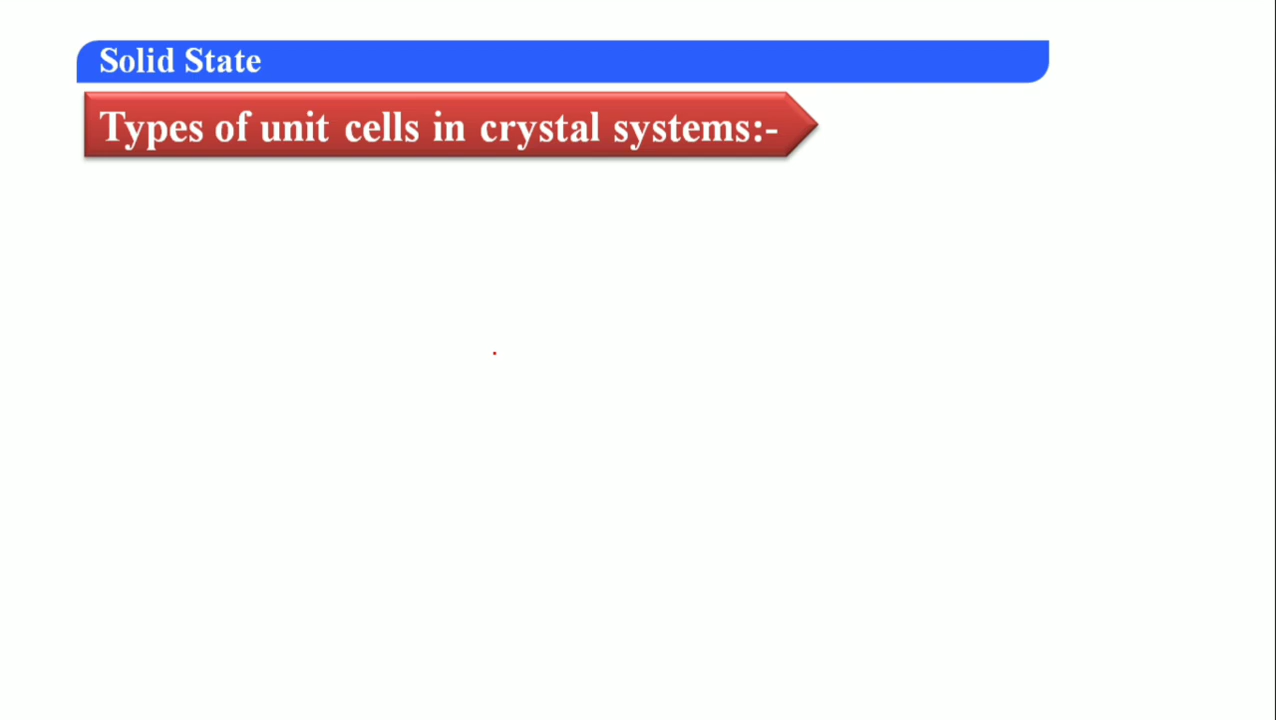 Solid State
Types of unit cells in crystal systems:-